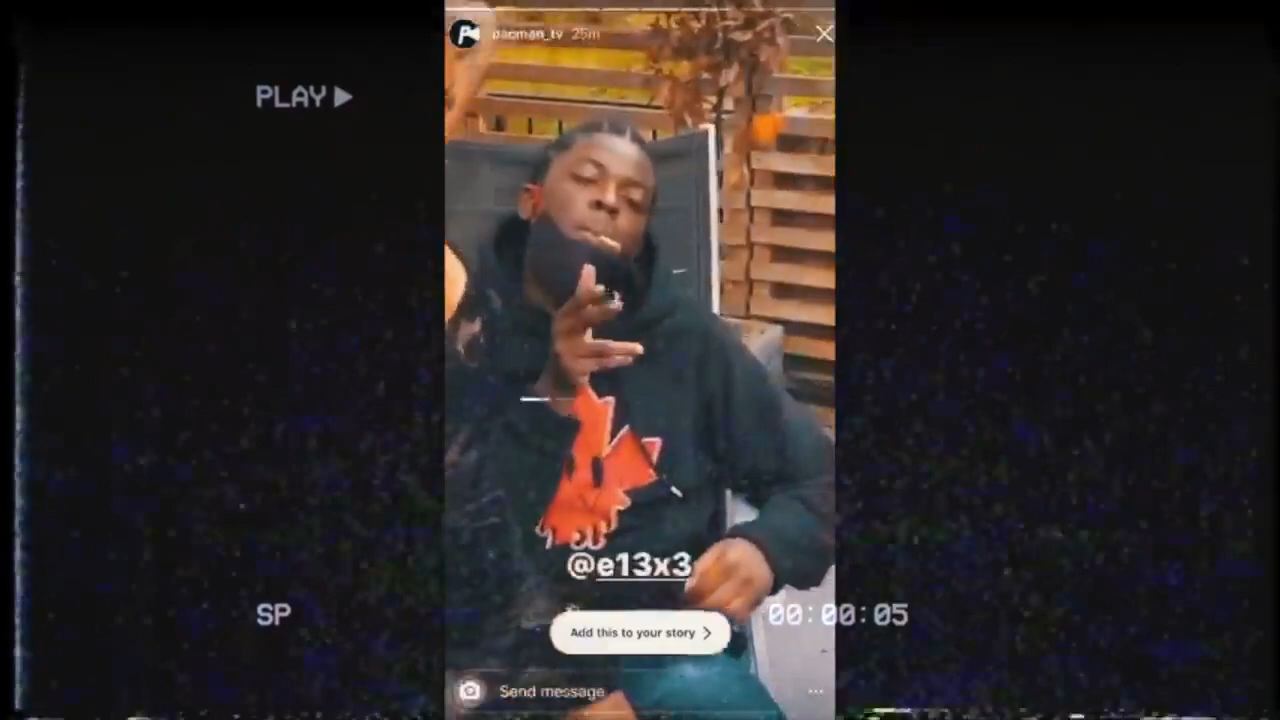 pacman_tv 25m
PLAY
@e13x3
Add this to your story
SP
00:00:05
Send message